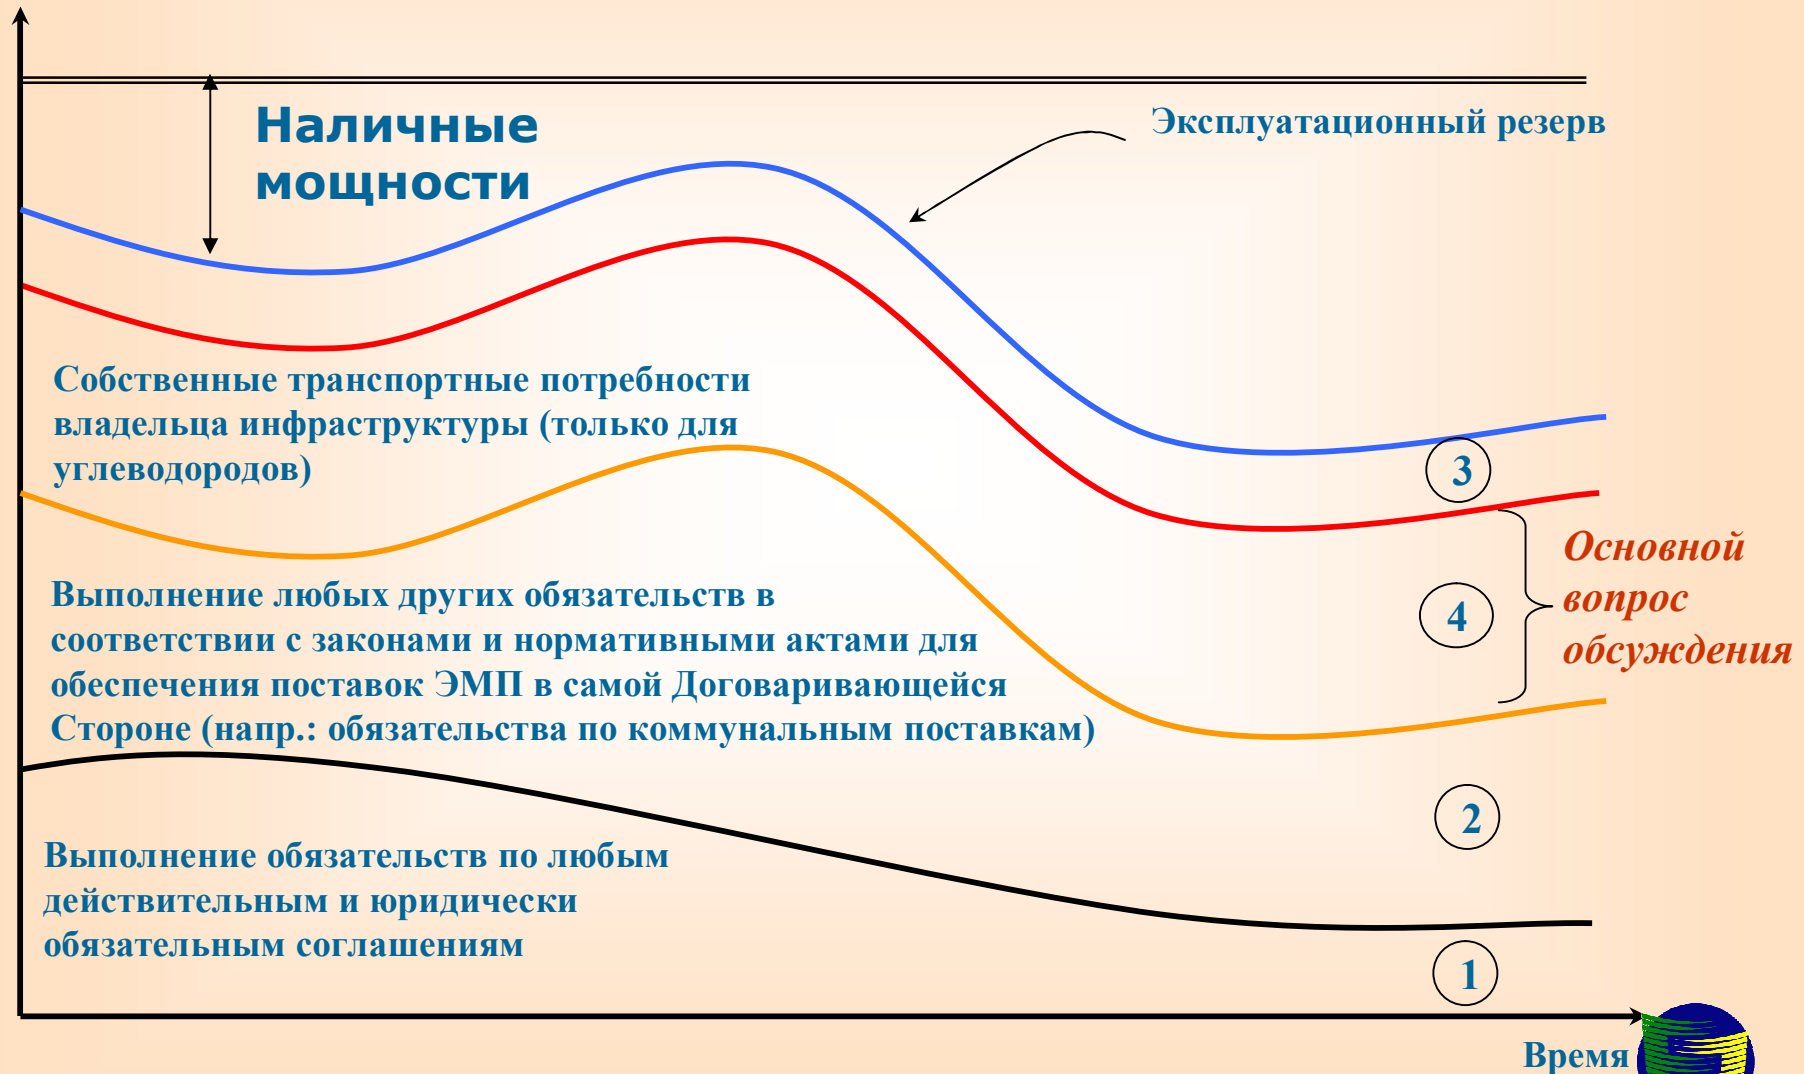 Наличные
мощности
Эксплуатационный резерв
Собственные транспортные потребности
владельца инфраструктуры (только для
углеводородов)
3
Основной
вопрос
обсуждения
4
Выполнение любых других обязательств в
соответствии с законами и нормативными актами для
обеспечения поставок ЭМП в самой Договаривающейся
Стороне (напр.: обязательства по коммунальным поставкам)
2
Выполнение обязательств по любым
действительным и юридически
обязательным соглашениям
1
Время